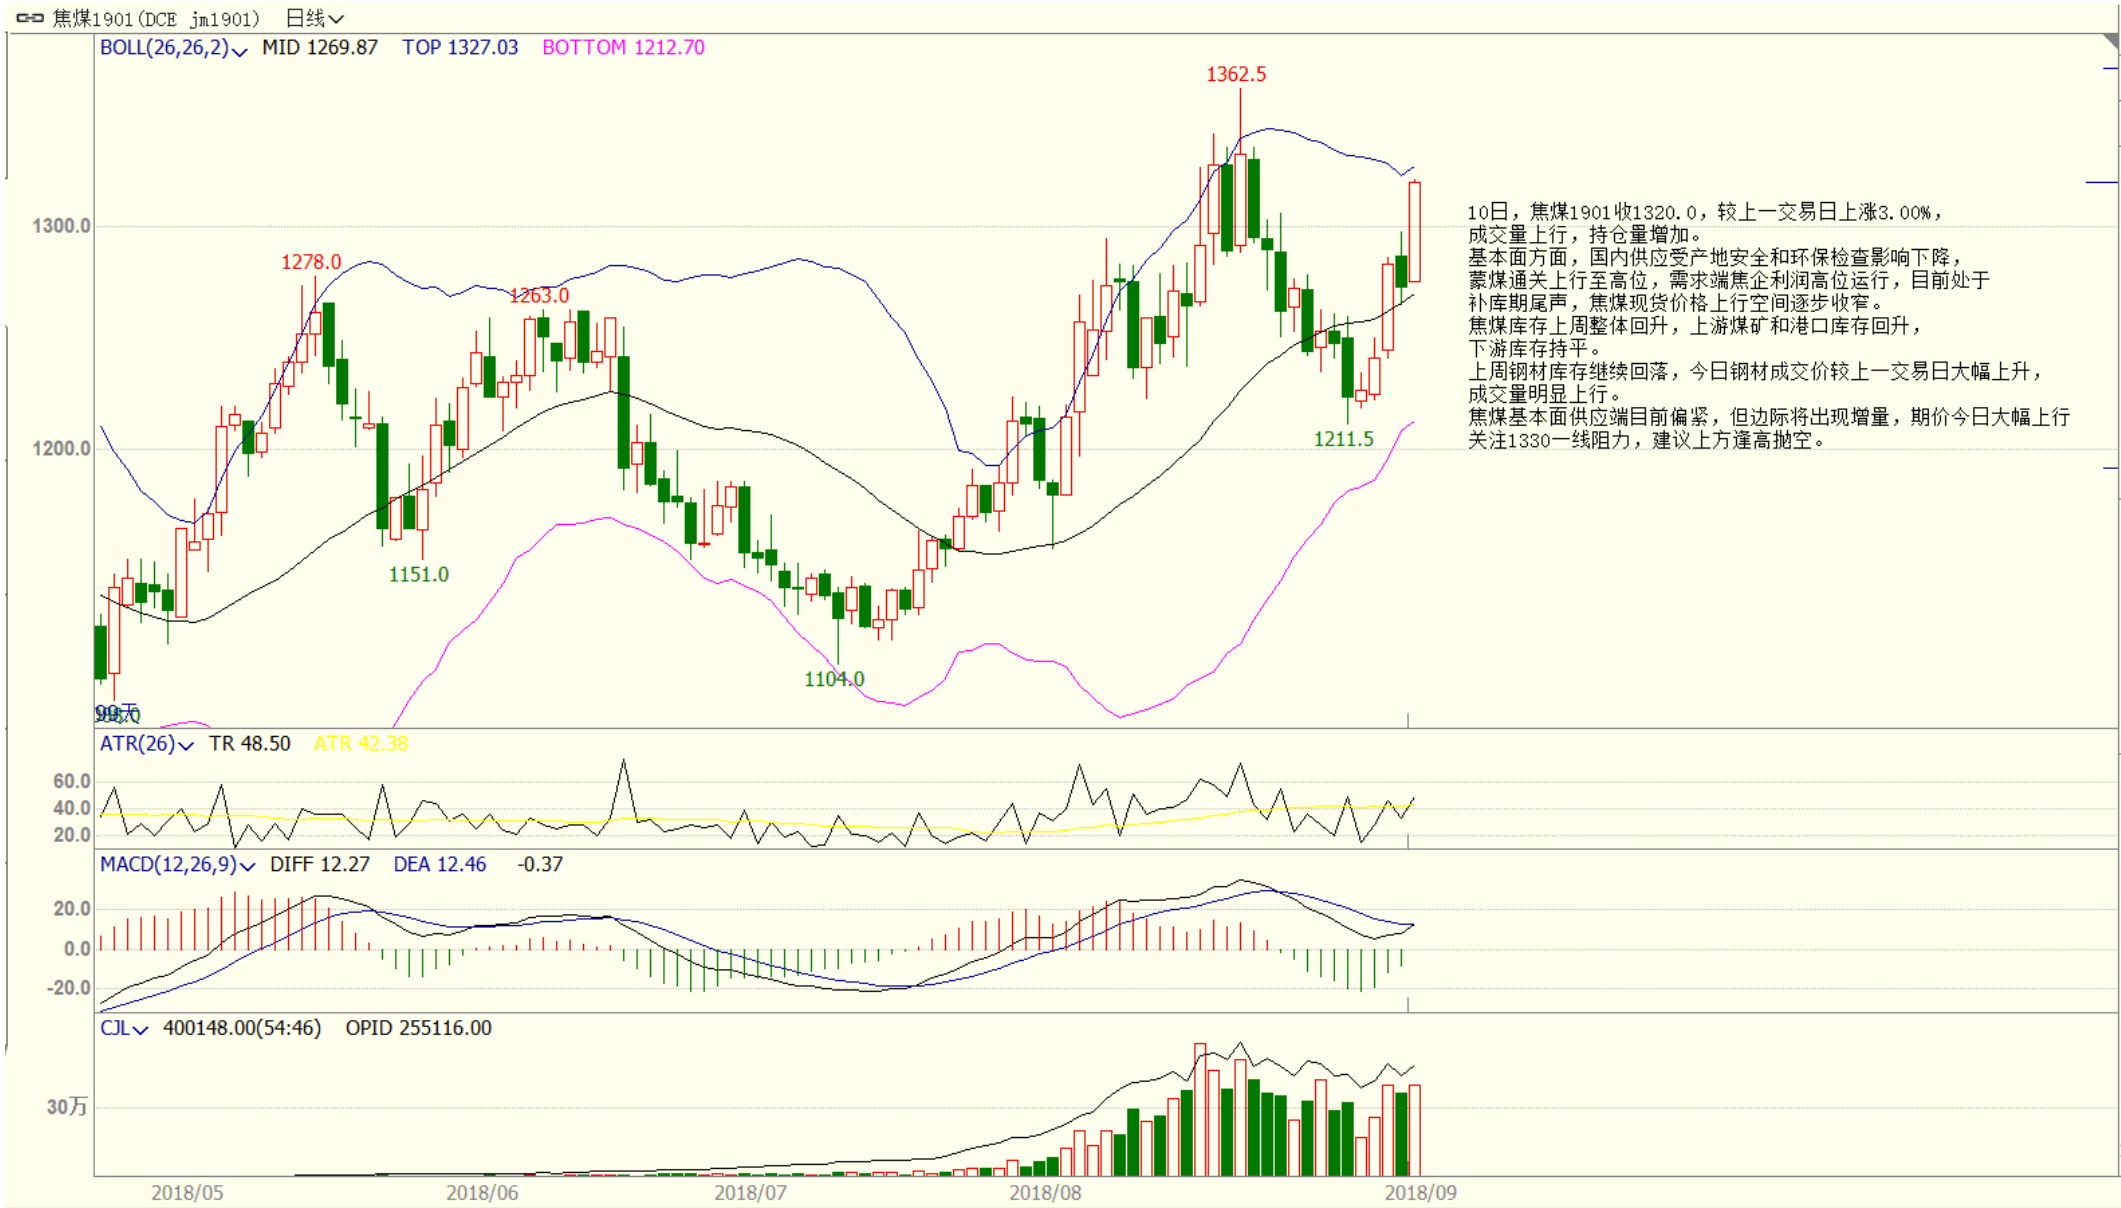 焦煤1901(DCE jm1901) 日线
BOLL(26,26,2) MID 1269.87 TOP 1327.03 BOTTOM 1212.70
1362.5
1300.0
1278.0
1263.0
10日，焦煤1901收1320.0，较上一交易日上涨3.00%，
成交量上行，持仓量增加。
基本面方面，国内供应受产地安全和环保检查影响下降，
蒙煤通关上行至高位，需求端焦企利润高位运行，目前处于
补库期尾声，焦煤现货价格上行空间逐步收窄。
焦煤库存上周整体回升，上游煤矿和港口库存回升，
下游库存持平。
上周钢材库存继续回落，今日钢材成交价较上一交易日大幅上升，
成交量明显上行。
焦煤基本面供应端目前偏紧，但边际将出现增量，期价今日大幅上行
关注1330一线阻力，建议上方逢高抛空。
1200.0
1211.5
1151.0
1104.0
99天
ATR(26) TR 48.50 ATR 42.38
60.0
40.0
20.0
MACD(12,26,9) DIFF 12.27 DEA 12.46 -0.37
20.0
0.0
-20.0
CJL 400148.00(54:46) OPID 255116.00
30万
2018/05 2018/06 2018/07 2018/08 2018/09